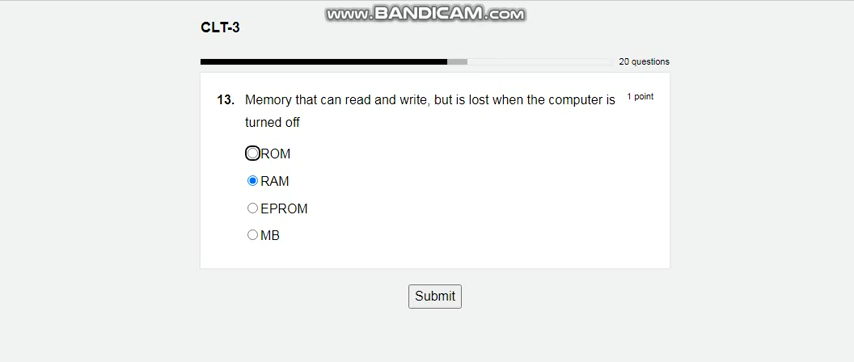 www.BANDICAM.com
CLT-3
20 questions
13. Memory that can read and write, but is lost when the computer is
1 point
turned off
ROM
RAM
EPROM
MB
Submit